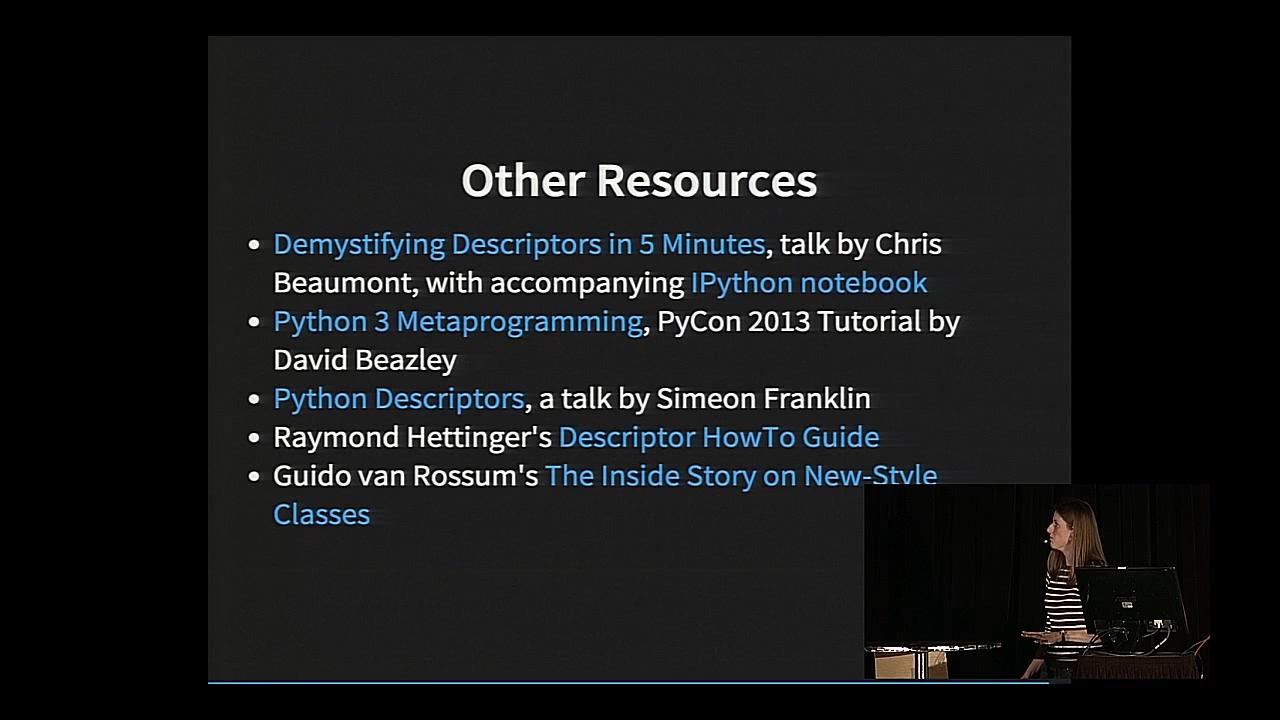 Other Resources
Demystifying Descriptors in 5 Minutes, talk by Chris
Beaumont, with accompanying IPython notebook
Python 3 Metaprogramming, PyCon 2013 Tutorial by
David Beazley
Python Descriptors, a talk by Simeon Franklin
Raymond Hettinger's Descriptor HowTo Guide
Guido van Rossum's The Inside Story on New-Style
Classes